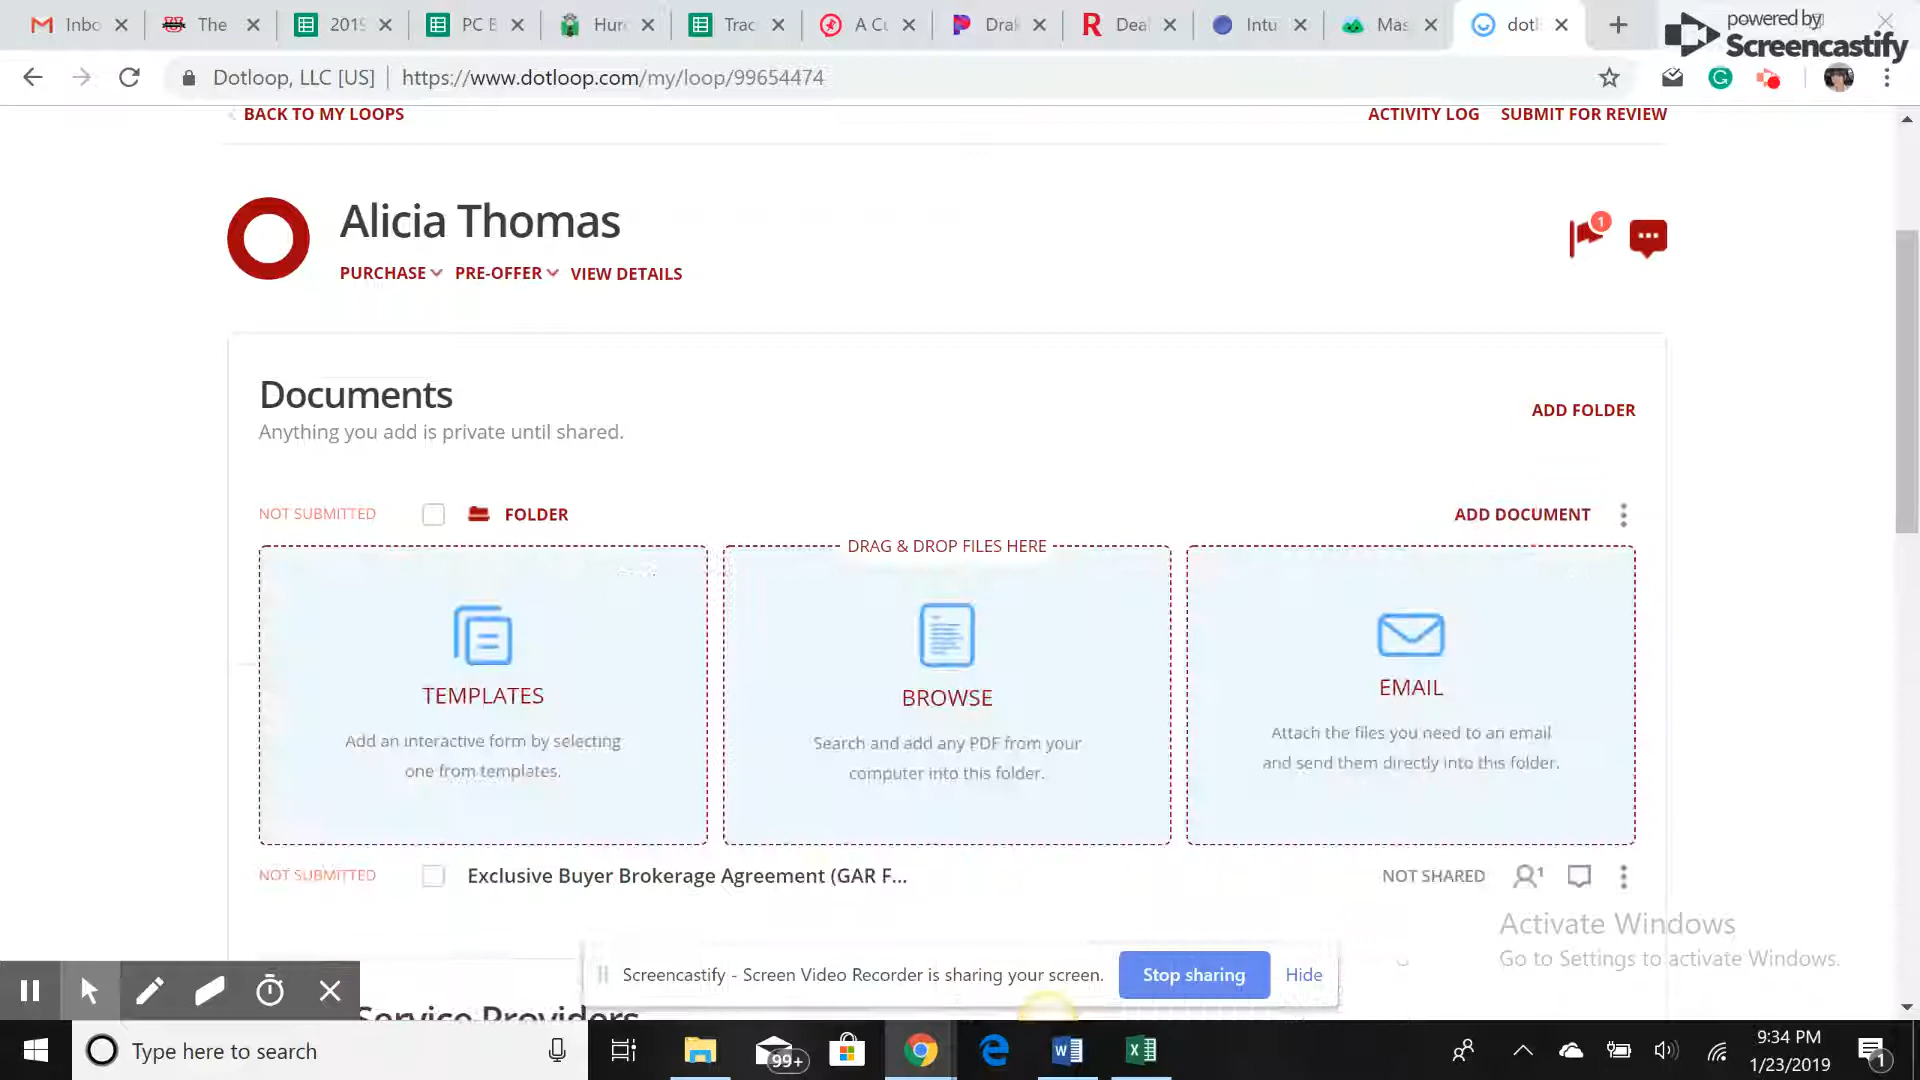 Inbo
The
2019
PC B
Hur
Trac
A Cu
Drak
Deal
Intu
Mas
dotl
powered by
Screencastify
Dotloop, LLC [US]
https://www.dotloop.com/my/loop/99654474
BACK TO MY LOOPS
ACTIVITY LOG
SUBMIT FOR REVIEW
Alicia Thomas
1
PURCHASE
PRE-OFFER
VIEW DETAILS
Documents
Anything you add is private until shared.
ADD FOLDER
NOT SUBMITTED
FOLDER
ADD DOCUMENT
DRAG & DROP FILES HERE
TEMPLATES
Add an interactive form by selecting
one from templates.
BROWSE
Search and add any PDF from your
computer into this folder.
EMAIL
Attach the files you need to an email
and send them directly into this folder.
NOT SUBMITTED
Exclusive Buyer Brokerage Agreement (GAR F...
NOT SHARED
1
Activate Windows
Go to Settings to activate Windows.
Screencastify - Screen Video Recorder is sharing your screen.
Stop sharing
Hide
Service Providers
Type here to search
99+
9:34 PM
1/23/2019
1